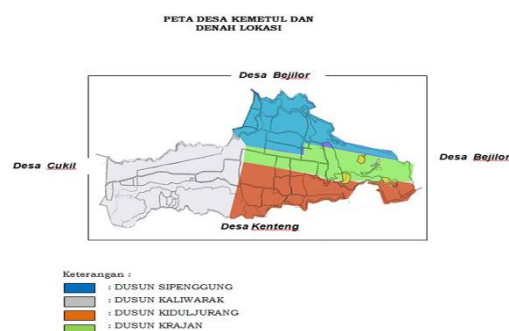 PETA DESA KEMETUL DAN
DENAH LOKASI
Desa Bejilor
Desa Cukil
Desa Bejilor
Desa Kenteng
Keterangan :
: DUSUN SIPENGGUNG
: DUSUN KALIWARAK
: DUSUN KIDULJURANG
: DUSUN KRAJAN